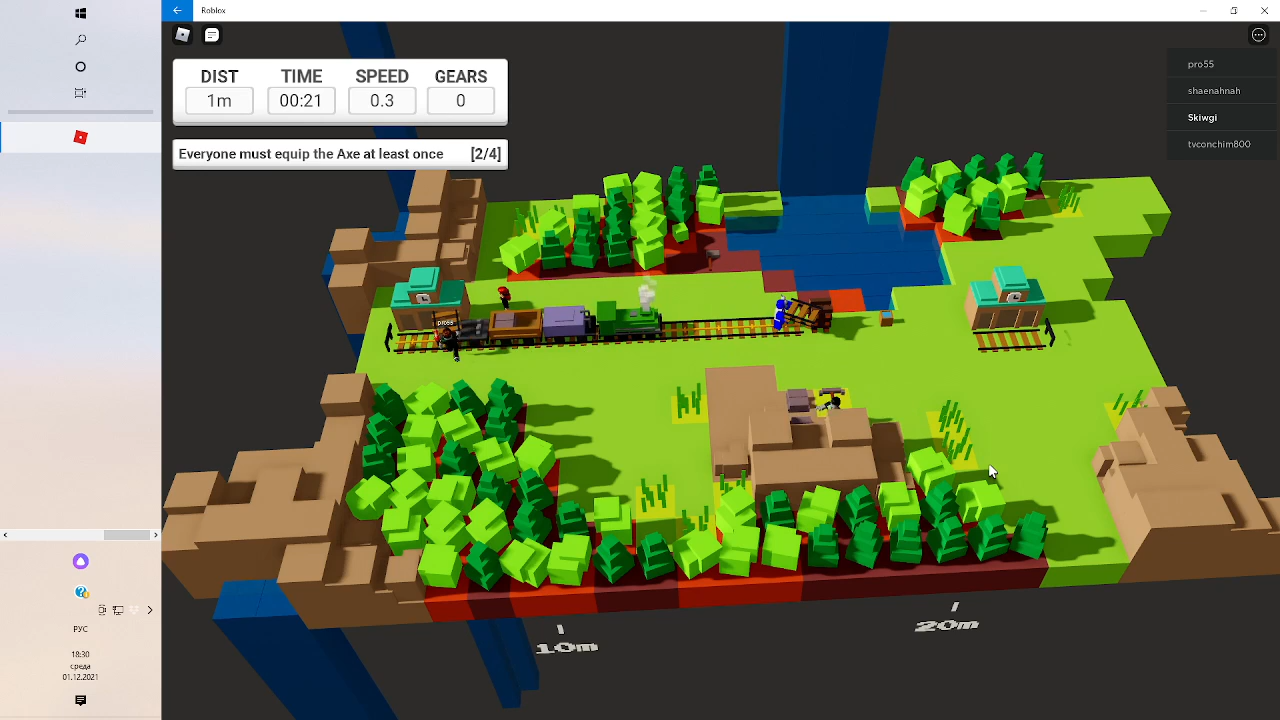 Roblox
DIST TIME SPEED GEARS
1m 00:21 0.3 0
Everyone must equip the Axe at least once [2/4]
pro55
shaenahnah
Skiwgi
tvconchim800
pro55
10m
20m
РУС
18:30
среда
01.12.2021